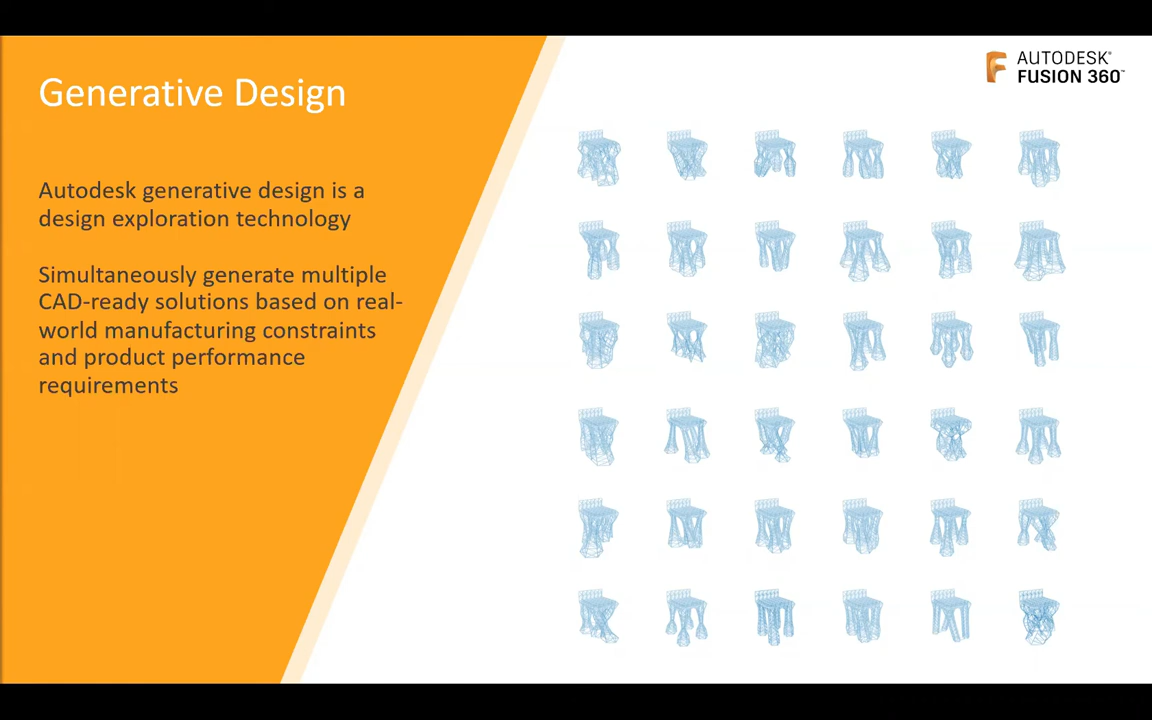 Generative Design
AUTODESK®
FUSION 360™
Autodesk generative design is a
design exploration technology
Simultaneously generate multiple
CAD-ready solutions based on real-
world manufacturing constraints
and product performance
requirements